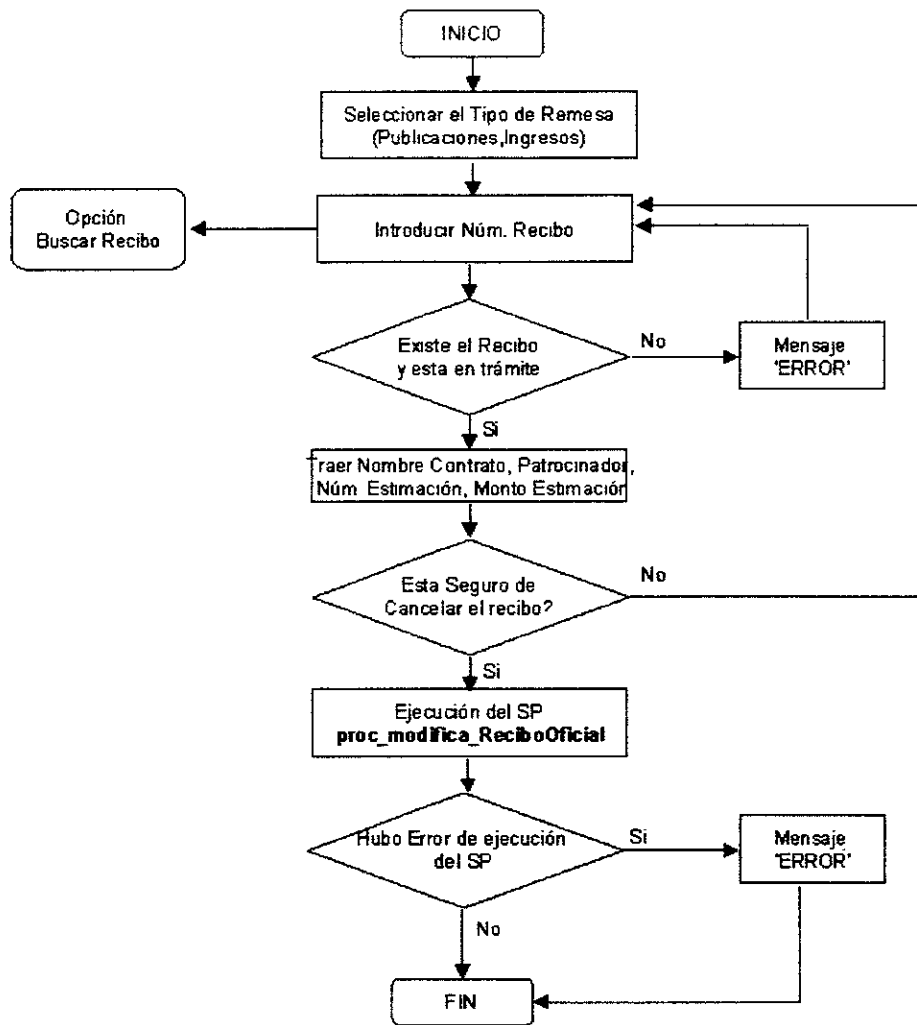 INICIO
Seleccionar el Tipo de Remesa
(Publicaciones,Ingresos)
Opción
Buscar Recibo
Introducir Núm. Recibo
Existe el Recibo
y esta en trámite
No
Mensaje
'ERROR'
Si
Traer Nombre Contrato, Patrocinador,
Núm. Estimación, Monto Estimación
Esta Seguro de
Cancelar el recibo?
No
Si
Ejecución del SP
proc_modifica_ReciboOficial
Hubo Error de ejecución
del SP
Si
Mensaje
'ERROR'
No
FIN